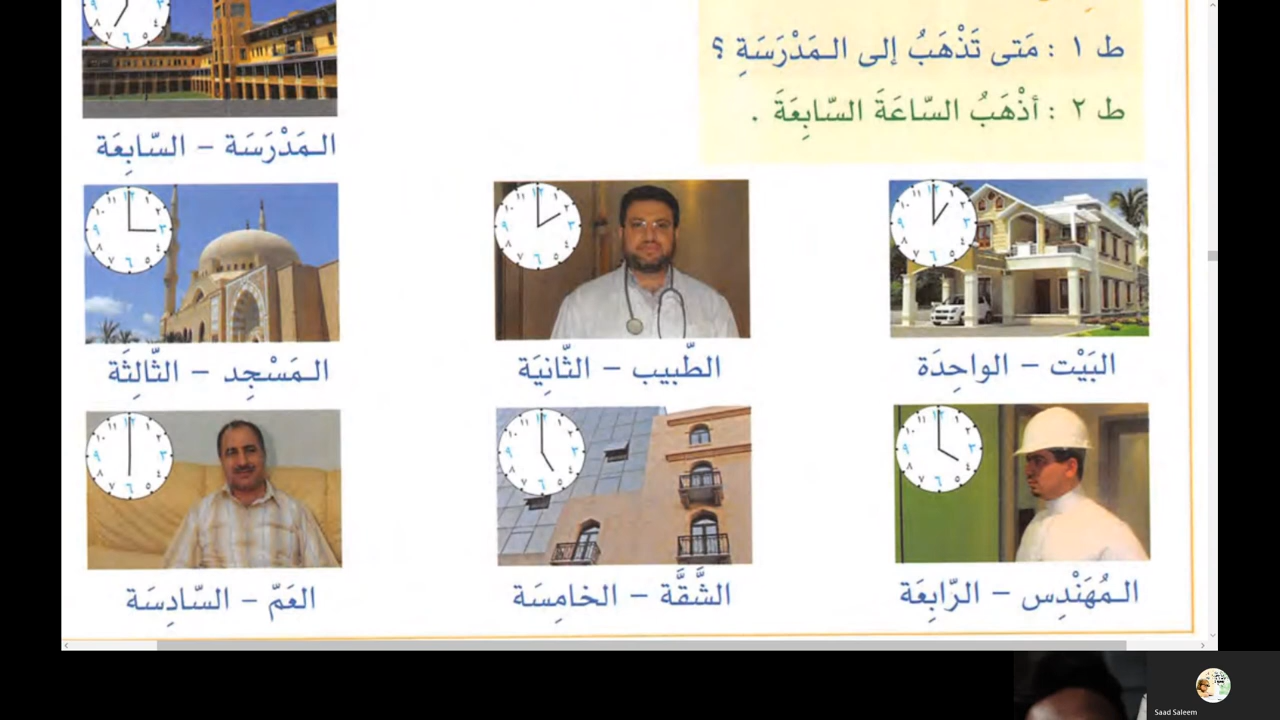 ط ١ : مَتى تَذْهَبُ إلى الـمَدْرَسَةِ ؟
ط ٢ : أذْهَبُ السّاعَةَ السّابِعَةَ .
الـمَدْرَسَة – السّابِعَة
البَيْت – الواحِدَة
الطَّبيب – الثّانِيَة
الـمَسْجِد – الثّالِثَة
الـمُهَنْدِس – الرّابِعَة
الشَّقَّة – الخامِسَة
العَمّ – السّادِسَة
Saad Saleem